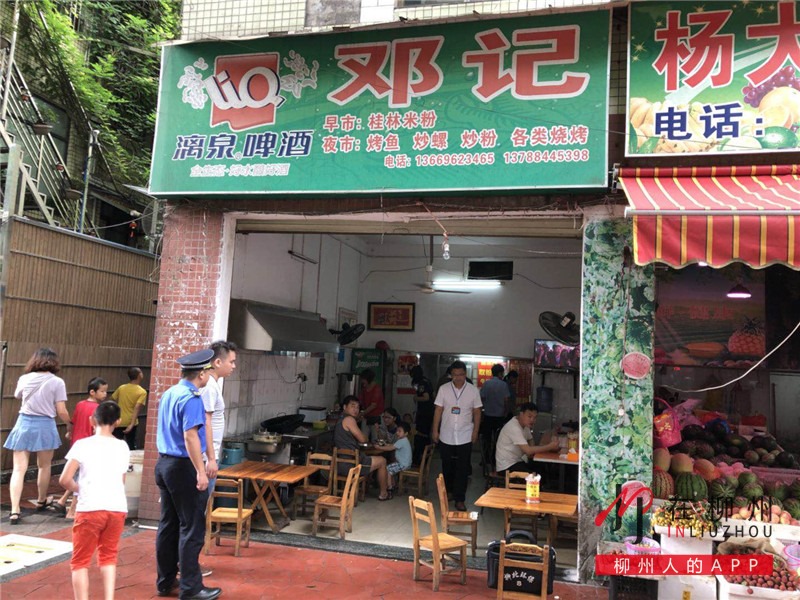 liQ
漓泉®啤酒
邓记
早市：桂林米粉
夜市：烤鱼 炒螺 炒粉 各类烧烤
电话：13669623465 13788445398
杨大
电话：
在柳州
INLIUZHOU
柳州人的APP